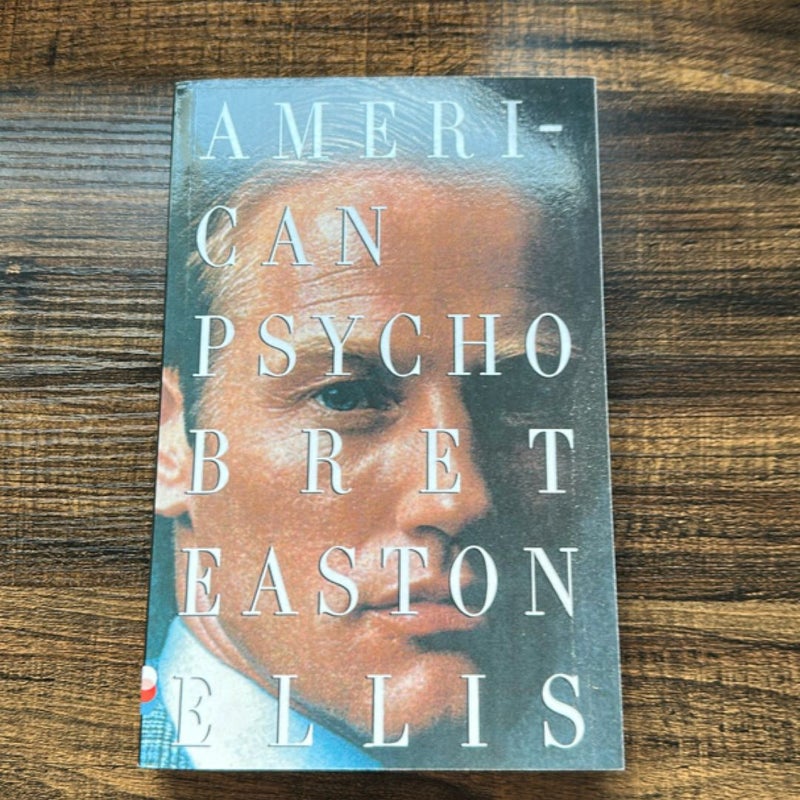 AMERI-
CAN
PSYCHO
BRET
EASTON
ELLIS